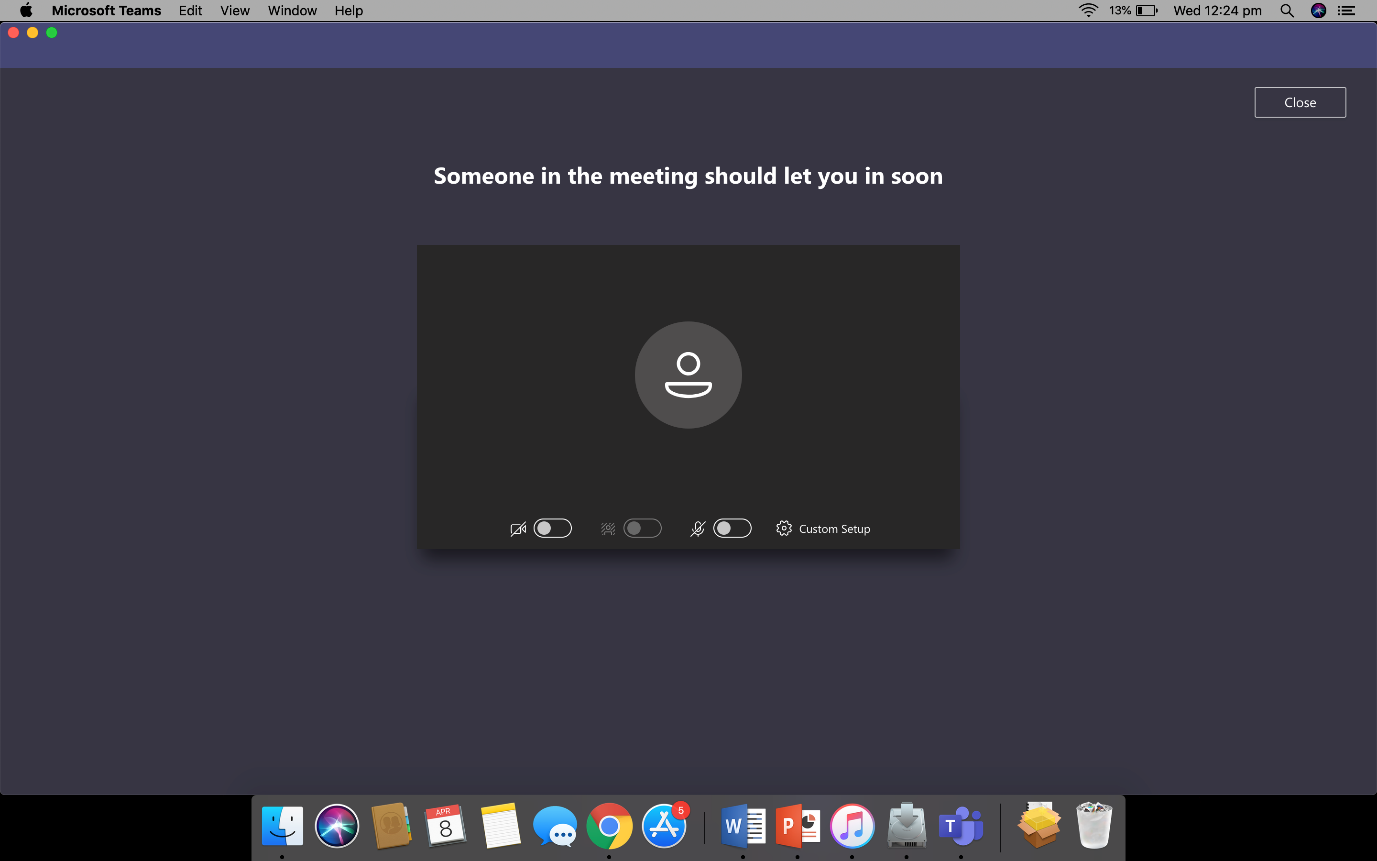 Microsoft Teams Edit View Window Help 13% Wed 12:24 pm
Close
Someone in the meeting should let you in soon
Custom Setup
5
APR
8
W
P
T